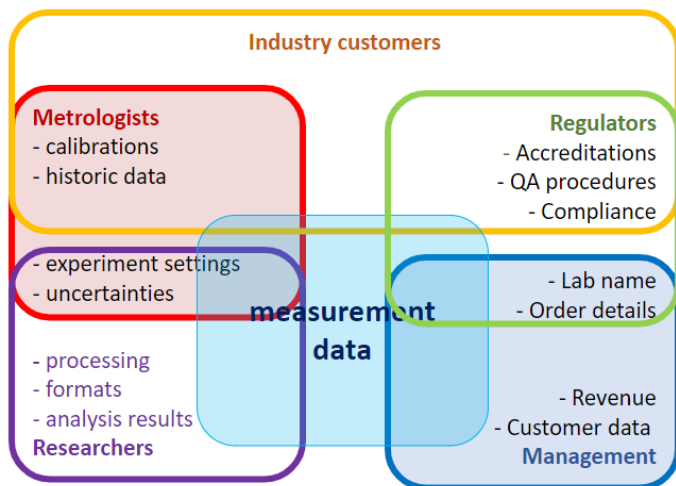 Industry customers
Metrologists
- calibrations
- historic data
Regulators
- Accreditations
- QA procedures
- Compliance
- experiment settings
- uncertainties
- Lab name
- Order details
measurement
data
- processing
- formats
- analysis results
Researchers
- Revenue
- Customer data
Management